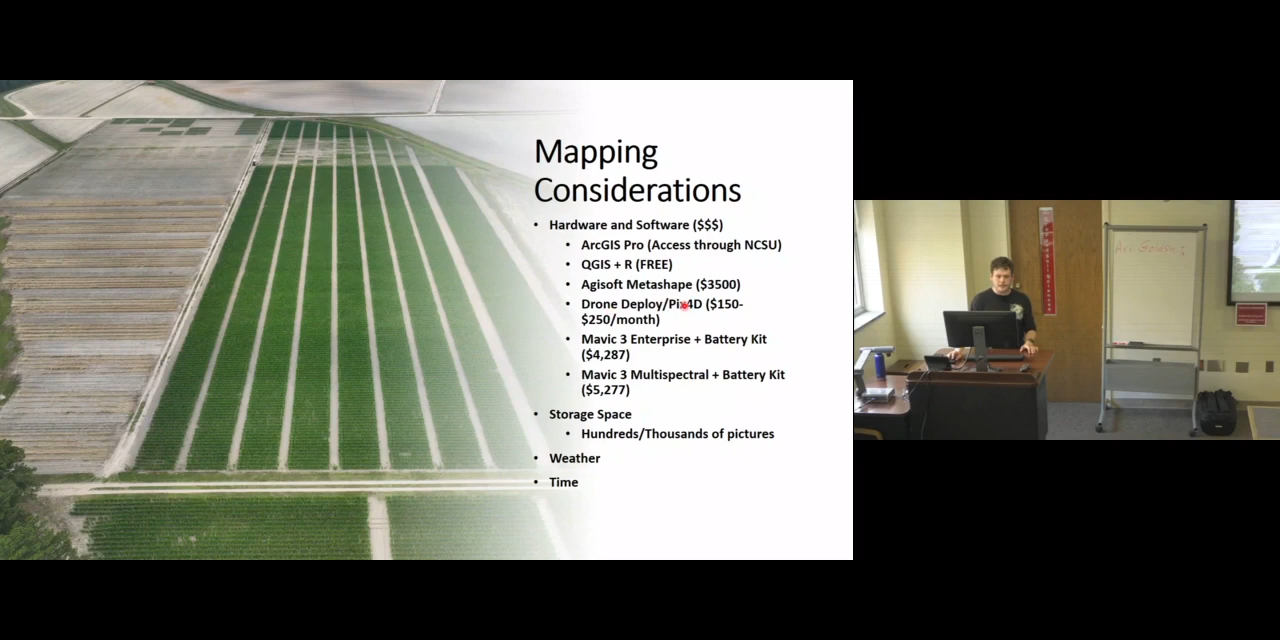 Mapping
Considerations
• Hardware and Software ($$$)
• ArcGIS Pro (Access through NCSU)
• QGIS + R (FREE)
• Agisoft Metashape ($3500)
• Drone Deploy/Pix4D ($150-
$250/month)
• Mavic 3 Enterprise + Battery Kit
($4,287)
• Mavic 3 Multispectral + Battery Kit
($5,277)
• Storage Space
• Hundreds/Thousands of pictures
• Weather
• Time